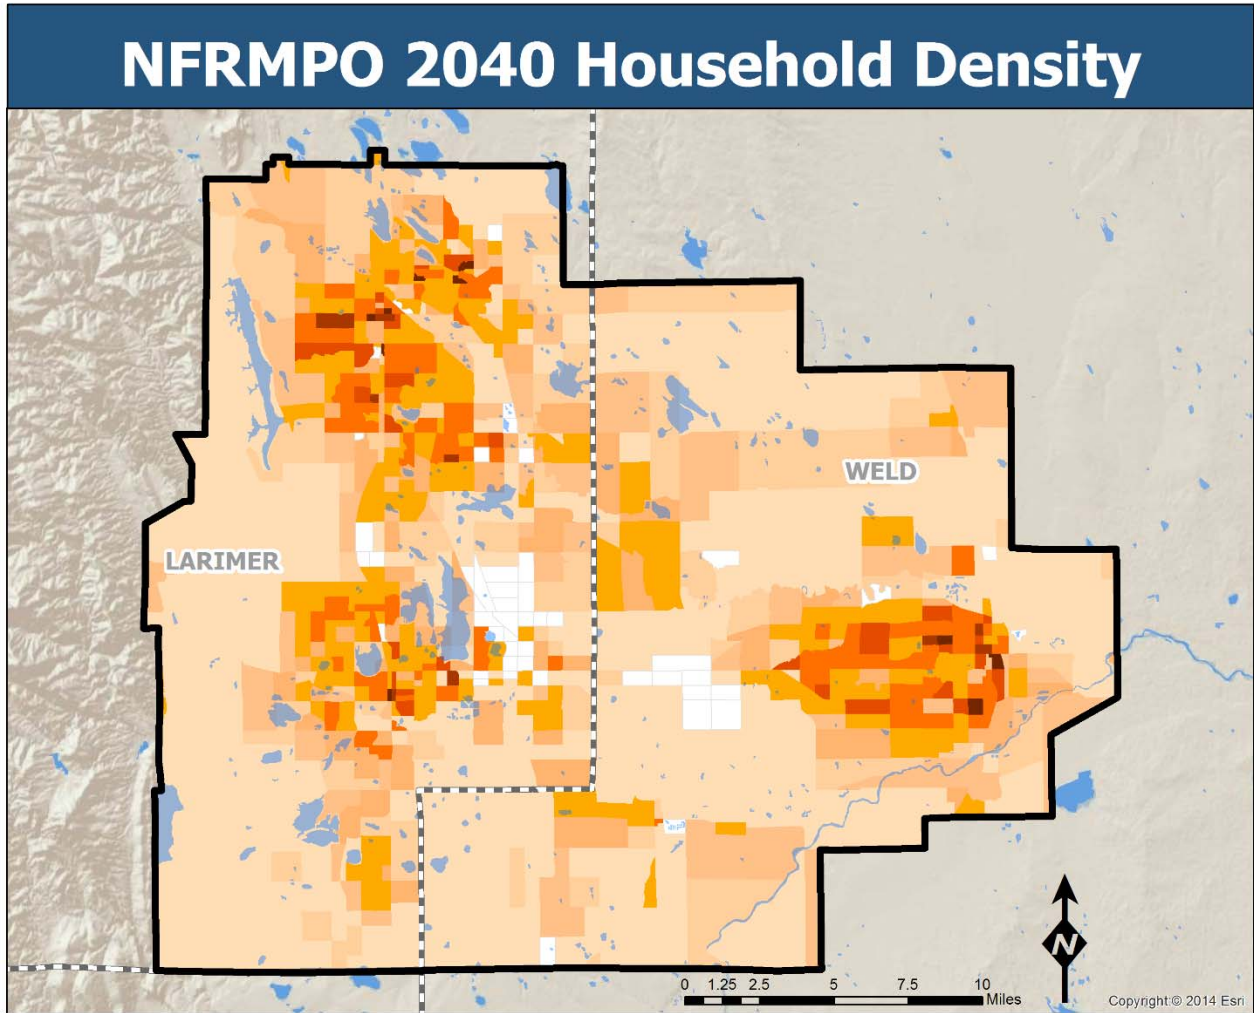 NFRMPO 2040 Household Density
WELD
LARIMER
N
0 1.25 2.5 5 7.5 10
Miles
Copyright:© 2014 Esri